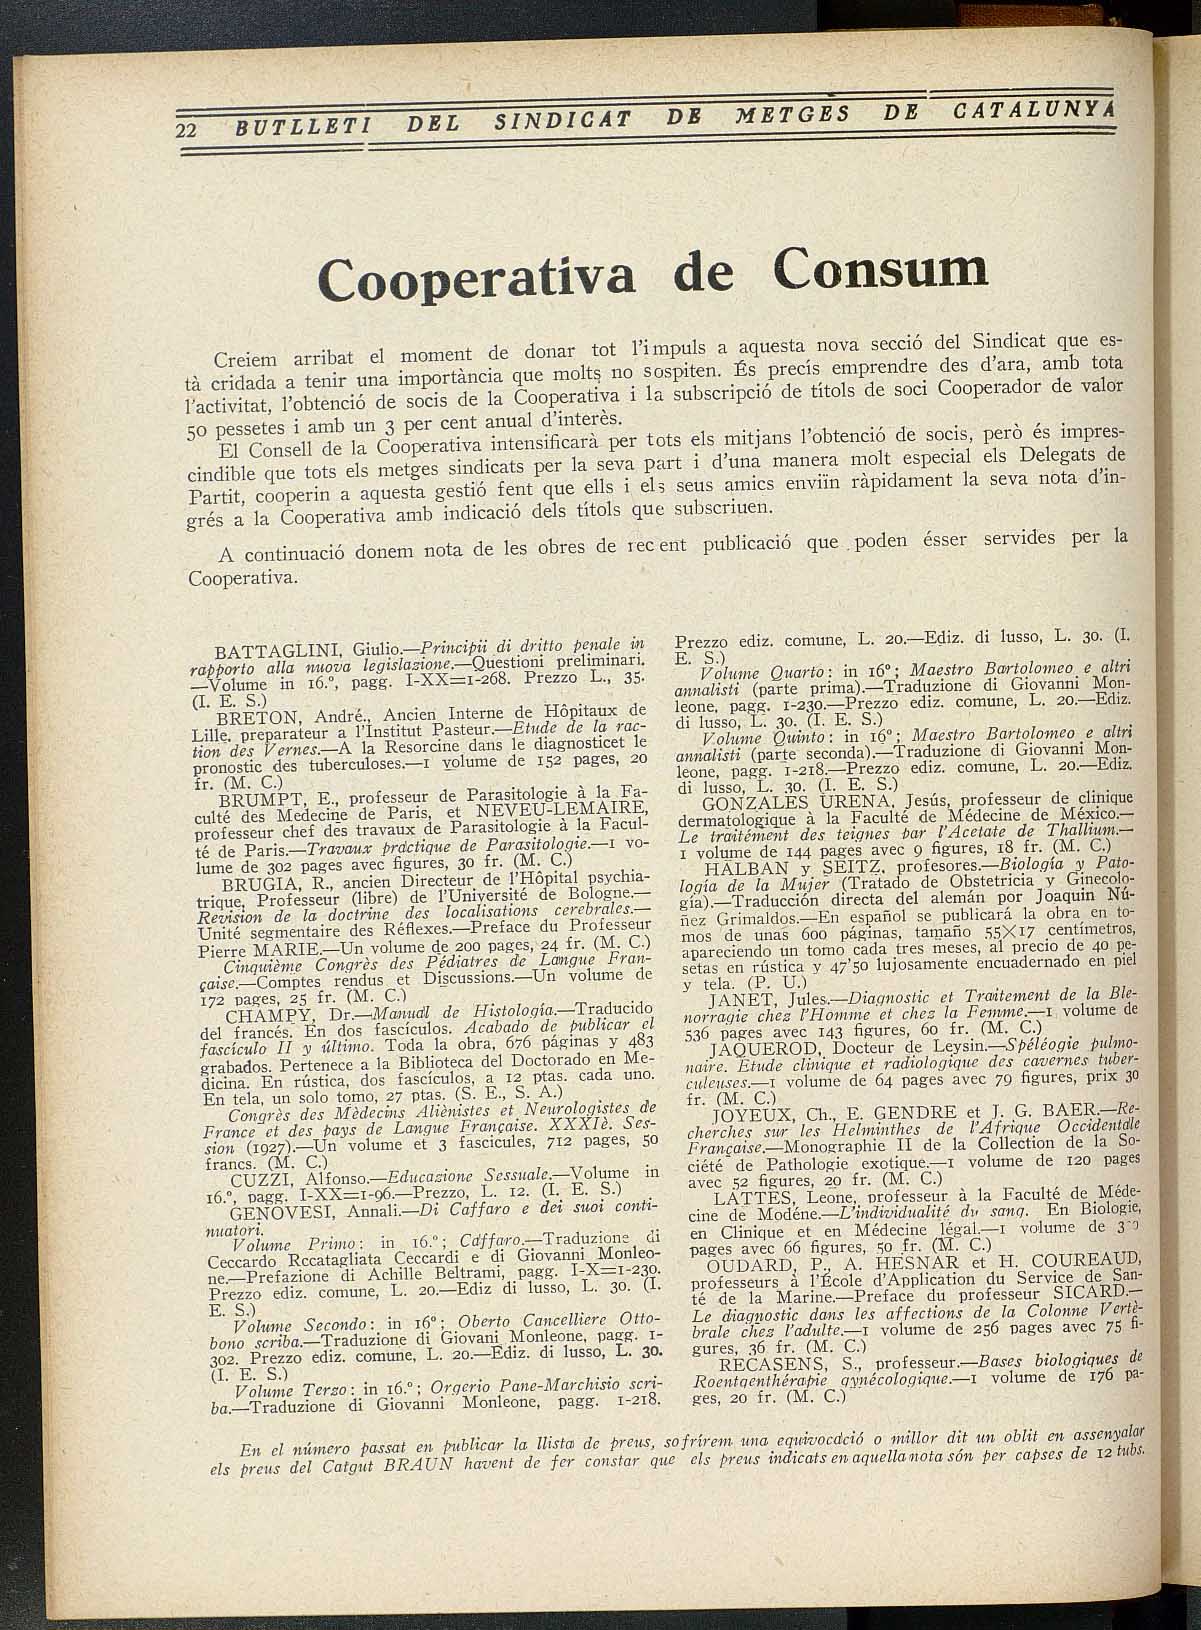 22 BUTLLETI DEL SINDICAT DE METGES DE CATALUNYA
Cooperativa de Consum
Creiem arribat el moment de donar tot l'impuls a aquesta nova secció del Sindicat que es-
tà cridada a tenir una importància que molts no sospiten. És precís emprendre des d'ara, amb tota
l'activitat, l'obtenció de socis de la Cooperativa i la subscripció de títols de soci Cooperador de valor
50 pessetes i amb un 3 per cent anual d'interès.
El Consell de la Cooperativa intensificarà per tots els mitjans l'obtenció de socis, però és impres-
cindible que tots els metges sindicats per la seva part i d'una manera molt especial els Delegats de
Partit, cooperin a aquesta gestió fent que ells i els seus amics enviïn ràpidament la seva nota d'in-
grés a la Cooperativa amb indicació dels títols que subscriuen.
A continuació donem nota de les obres de recent publicació que poden ésser servides per la
Cooperativa.
BATTAGLINI, Giulio.—Principii di dritto penale in
rapporto alla nuova legislazione.—Questioni preliminari.
—Volume in 16.º, pagg. I-XX=1-268. Prezzo L., 35.
(I. E. S.)
BRETON, André., Ancien Interne de Hôpitaux de
Lille, preparateur a l'Institut Pasteur.—Etude de la rac-
tion des Vernes.—A la Resorcine dans le diagnosticet le
pronostic des tuberculoses.—1 volume de 152 pages, 20
fr. (M. C.)
BRUMPT, E., professeur de Parasitologie à la Fa-
culté des Medecine de Paris, et NEVEU-LEMAIRE,
professeur chef des travaux de Parasitologie à la Facul-
té de Paris.—Travaux practique de Parasitologie.—1 vo-
lume de 302 pages avec figures, 30 fr. (M. C.)
BRUGIA, R., ancien Directeur de l'Hôpital psychia-
trique, Professeur (libre) de l'Université de Bologne.—
Revision de la doctrine des localisations cerebrales.—
Unité segmentaire des Réflexes.—Preface du Professeur
Pierre MARIE.—Un volume de 200 pages, 24 fr. (M. C.)
Cinquième Congrès des Pédiatres de Langue Fran-
çaise.—Comptes rendus et Discussions.—Un volume de
172 pages, 25 fr. (M. C.)
CHAMPY, Dr.—Manual de Histología.—Traducido
del francés. En dos fascículos. Acabado de publicar el
fascículo II y último. Toda la obra, 676 páginas y 483
grabados. Pertenece a la Biblioteca del Doctorado en Me-
dicina. En rústica, dos fascículos, a 12 ptas. cada uno.
En tela, un solo tomo, 27 ptas. (S. E., S. A.)
Congrès des Mèdecins Aliènistes et Neurologistes de
France et des pays de Langue Française. XXXIè. Ses-
sion (1927).—Un volume et 3 fascicules, 712 pages, 50
francs. (M. C.)
CUZZI, Alfonso.—Educazione Sessuale.—Volume in
16.º, pagg. I-XX=1-96.—Prezzo, L. 12. (I. E. S.)
GENOVESI, Annali.—Di Caffaro e dei suoi conti-
nuatori.
Volume Primo: in 16.º; Caffaro.—Traduzione di
Ceccardo Rccatagliata Ceccardi e di Giovanni Monleo-
ne.—Prefazione di Achille Beltrami, pagg. I-X=1-230.
Prezzo ediz. comune, L. 20.—Ediz di lusso, L. 30. (I.
E. S.)
Volume Secondo: in 16º; Oberto Cancelliere Otto-
bono scriba.—Traduzione di Giovani Monleone, pagg. 1-
302. Prezzo ediz. comune, L. 20.—Ediz. di lusso, L. 30.
(I. E. S.)
Volume Terzo: in 16.º; Orgerio Pane-Marchisio scri-
ba.—Traduzione di Giovanni Monleone, pagg. 1-218.
Prezzo ediz. comune, L. 20.—Ediz. di lusso, L. 30. (I.
E. S.)
Volume Quarto: in 16º; Maestro Bartolomeo e altri
annalisti (parte prima).—Traduzione di Giovanni Mon-
leone, pagg. 1-230.—Prezzo ediz. comune, L. 20.—Ediz.
di lusso, L. 30. (I. E. S.)
Volume Quinto: in 16º; Maestro Bartolomeo e altri
annalisti (parte seconda).—Traduzione di Giovanni Mon-
leone, pagg. 1-218.—Prezzo ediz. comune, L. 20.—Ediz.
di lusso, L. 30. (I. E. S.)
GONZALES URENA, Jesús, professeur de clinique
dermatologique à la Faculté de Médecine de México.—
Le traitément des teignes par l'Acetate de Thallium.—
1 volume de 144 pages avec 9 figures, 18 fr. (M. C.)
HALBAN y SEITZ, profesores.—Biología y Pato-
logía de la Mujer (Tratado de Obstetricia y Ginecolo-
gía).—Traducción directa del alemán por Joaquín Nú-
ñez Grimaldos.—En español se publicará la obra en to-
mos de unas 600 páginas, tamaño 55×17 centímetros,
apareciendo un tomo cada tres meses, al precio de 40 pe-
setas en rústica y 47'50 lujosamente encuadernado en piel
y tela. (P. U.)
JANET, Jules.—Diagnostic et Traitement de la Ble-
norragie chez l'Homme et chez la Femme.—1 volume de
536 pages avec 143 figures, 60 fr. (M. C.)
JAQUEROD, Docteur de Leysin.—Spéléogie pulmo-
naire. Etude clinique et radiologique des cavernes tuber-
culeuses.—1 volume de 64 pages avec 79 figures, prix 30
fr. (M. C.)
JOYEUX, Ch., E. GENDRE et J. G. BAER.—Re-
cherches sur les Helminthes de l'Afrique Occidentale
Française.—Monographie II de la Collection de la So-
ciété de Pathologie exotique.—1 volume de 120 pages
avec 52 figures, 20 fr. (M. C.)
LATTES, Leone, professeur à la Faculté de Méde-
cine de Modéne.—L'individualité du sang. En Biologie,
en Clinique et en Médecine légal.—1 volume de
pages avec 66 figures, 50 fr. (M. C.)
OUDARD, P., A. HESNAR et H. COUREAUD,
professeurs à l'École d'Application du Service de San-
té de la Marine.—Preface du professeur SICARD.—
Le diagnostic dans les affections de la Colonne Vertè-
brale chez l'adulte.—1 volume de 256 pages avec 75 fi-
gures, 36 fr. (M. C.)
RECASENS, S., professeur.—Bases biologiques de
Roentgenthérapie gynécologique.—1 volume de 176 pa-
ges, 20 fr. (M. C.)
En el número passat en publicar la llista de preus, sofrírem una equivocació o millor dit un oblit en assenyalar
els preus del Catgut BRAUN havent de fer constar que els preus indicats en aquella nota són per capses de 12 tubs.